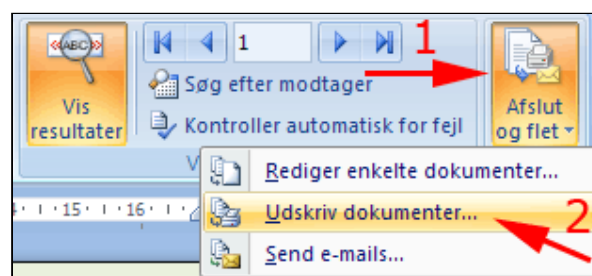 «ABC»
1
1
Søg efter modtager
Vis
resultater
Kontroller automatisk for fejl
Afslut
og flet
V
Rediger enkelte dokumenter...
15 · 16
Udskriv dokumenter...
2
Send e-mails...